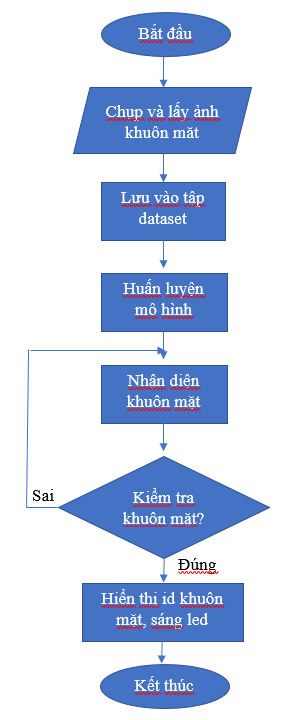 Bắt đầu
Chụp và lấy ảnh
khuôn mặt
Lưu vào tập
dataset
Huấn luyện
mô hình
Nhân diện
khuôn mặt
Sai
Kiểm tra
khuôn mặt?
Đúng
Hiển thị id khuôn
mặt, sáng led
Kết thúc